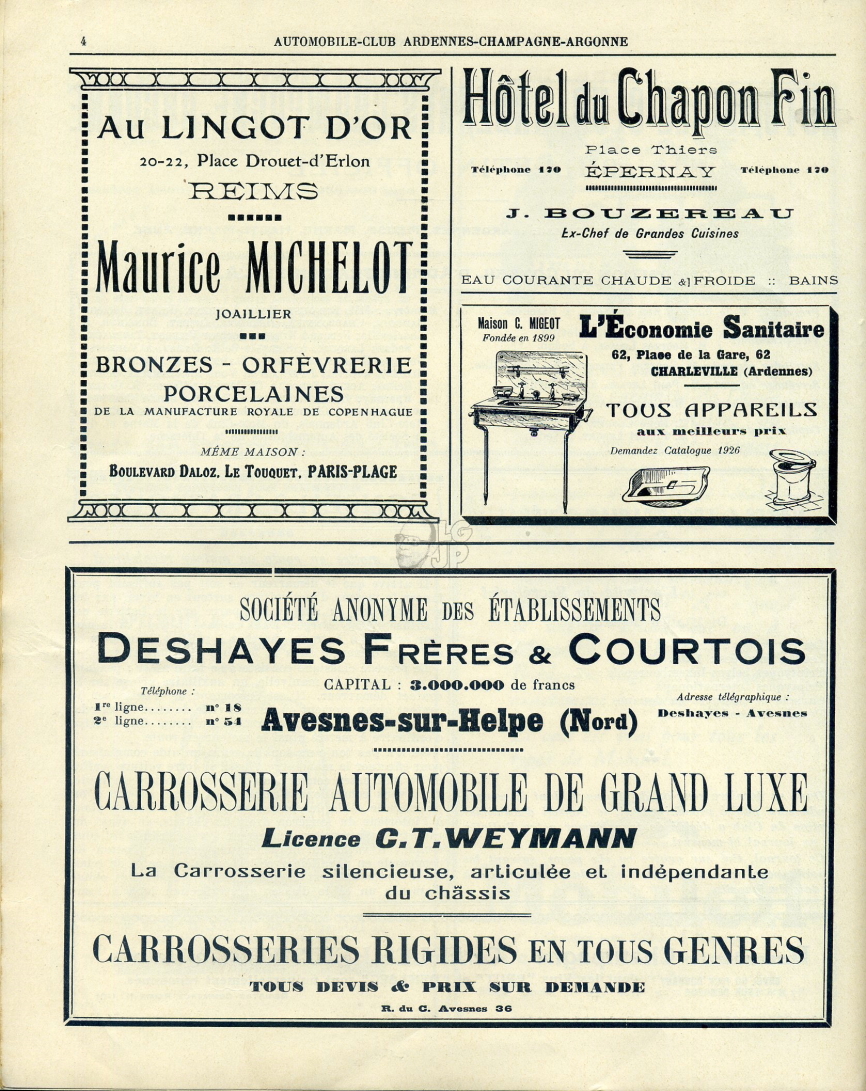 4
AUTOMOBILE-CLUB ARDENNES-CHAMPAGNE-ARGONNE
AU LINGOT D'OR
20-22, Place Drouet-d'Erlon
REIMS
Maurice MICHELOT
JOAILLIER
BRONZES - ORFÈVRERIE
PORCELAINES
DE LA MANUFACTURE ROYALE DE COPENHAGUE
MÊME MAISON :
BOULEVARD DALOZ, LE TOUQUET, PARIS-PLAGE
Hôtel du Chapon Fin
Place Thiers
Téléphone 170 ÉPERNAY Téléphone 170
J. BOUZEREAU
Ex-Chef de Grandes Cuisines
EAU COURANTE CHAUDE & FROIDE :: BAINS
Maison C. MIGEOT
Fondée en 1899
L'Économie Sanitaire
62, Place de la Gare, 62
CHARLEVILLE (Ardennes)
TOUS APPAREILS
aux meilleurs prix
Demandez Catalogue 1926
LG
JP
SOCIÉTÉ ANONYME DES ÉTABLISSEMENTS
DESHAYES FRÈRES & COURTOIS
CAPITAL : 3.000.000 de francs
Téléphone :
1re ligne........ n° 18
2e ligne........ n° 54
Avesnes-sur-Helpe (Nord)
Adresse télégraphique :
Deshayes - Avesnes
CARROSSERIE AUTOMOBILE DE GRAND LUXE
Licence C.T.WEYMANN
La Carrosserie silencieuse, articulée et indépendante
du châssis
CARROSSERIES RIGIDES EN TOUS GENRES
TOUS DEVIS & PRIX SUR DEMANDE
R. du C. Avesnes 36